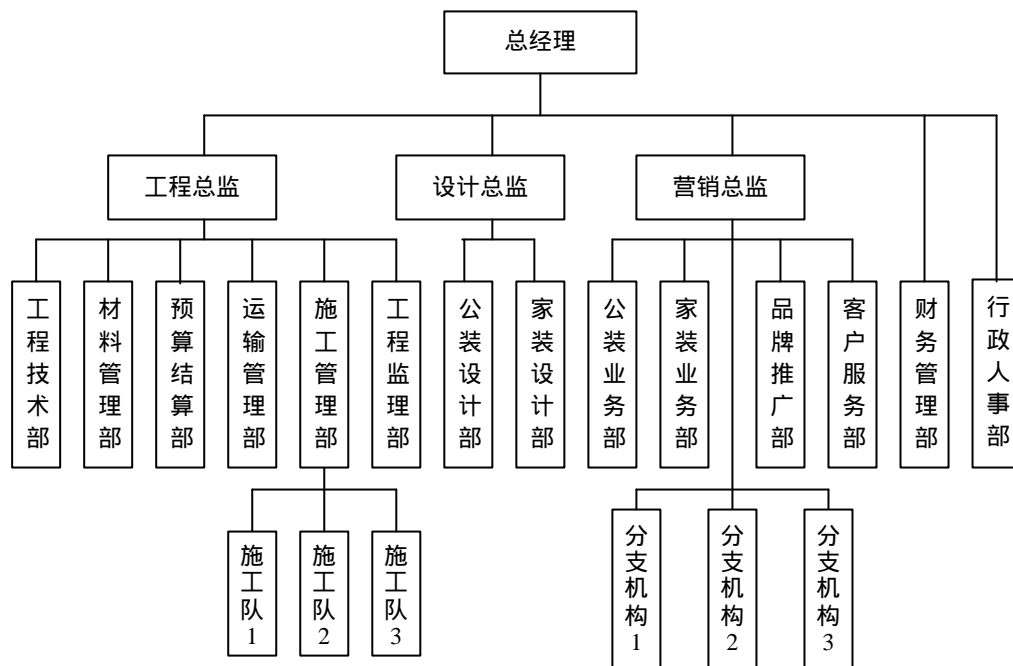 总经理
工程总监
设计总监
营销总监
工程技术部
材料管理部
预算结算部
运输管理部
施工管理部
工程监理部
公装设计部
家装设计部
公装业务部
家装业务部
品牌推广部
客户服务部
财务管理部
行政人事部
施工队1
施工队2
施工队3
分支机构1
分支机构2
分支机构3